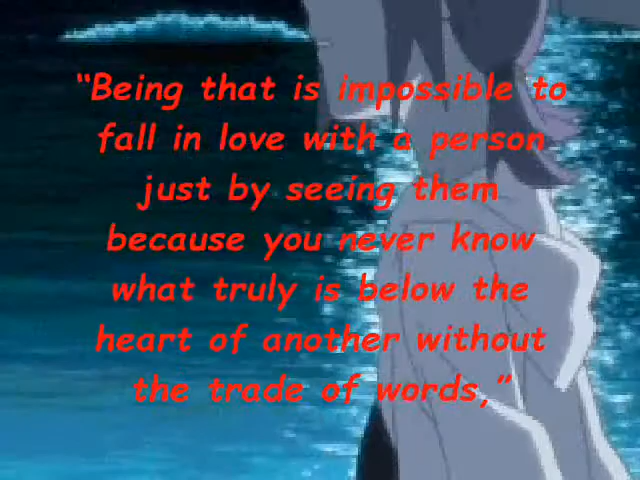 “Being that is impossible to
fall in love with a person
just by seeing them
because you never know
what truly is below the
heart of another without
the trade of words,”